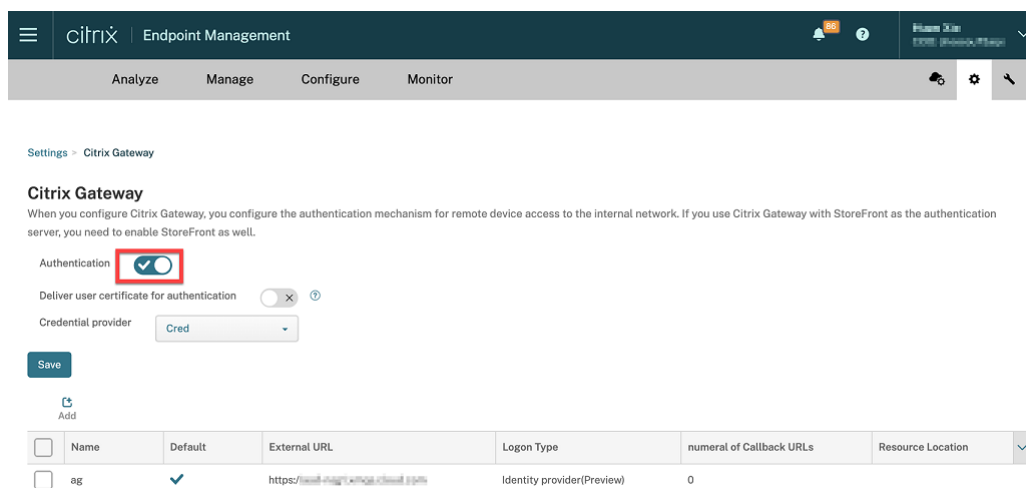 citrix Endpoint Management 86
Analyze Manage Configure Monitor
Settings > Citrix Gateway
Citrix Gateway
When you configure Citrix Gateway, you configure the authentication mechanism for remote device access to the internal network. If you use Citrix Gateway with StoreFront as the authentication
server, you need to enable StoreFront as well.
Authentication
Deliver user certificate for authentication
Credential provider Cred
Save
Add
Name Default External URL Logon Type numeral of Callback URLs Resource Location
ag https:/ Identity provider(Preview) 0